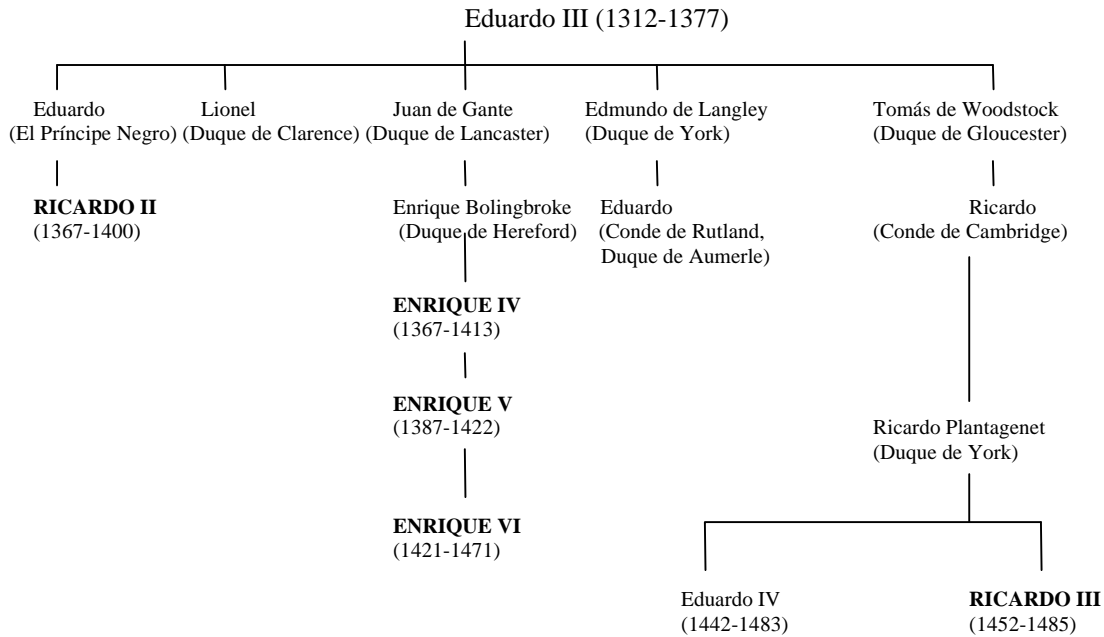 Eduardo III (1312-1377)
Eduardo
(El Príncipe Negro)
Lionel
(Duque de Clarence)
Juan de Gante
(Duque de Lancaster)
Edmundo de Langley
(Duque de York)
Tomás de Woodstock
(Duque de Gloucester)
RICARDO II
(1367-1400)
Enrique Bolingbroke
(Duque de Hereford)
Eduardo
(Conde de Rutland,
Duque de Aumerle)
Ricardo
(Conde de Cambridge)
ENRIQUE IV
(1367-1413)
ENRIQUE V
(1387-1422)
Ricardo Plantagenet
(Duque de York)
ENRIQUE VI
(1421-1471)
Eduardo IV
(1442-1483)
RICARDO III
(1452-1485)